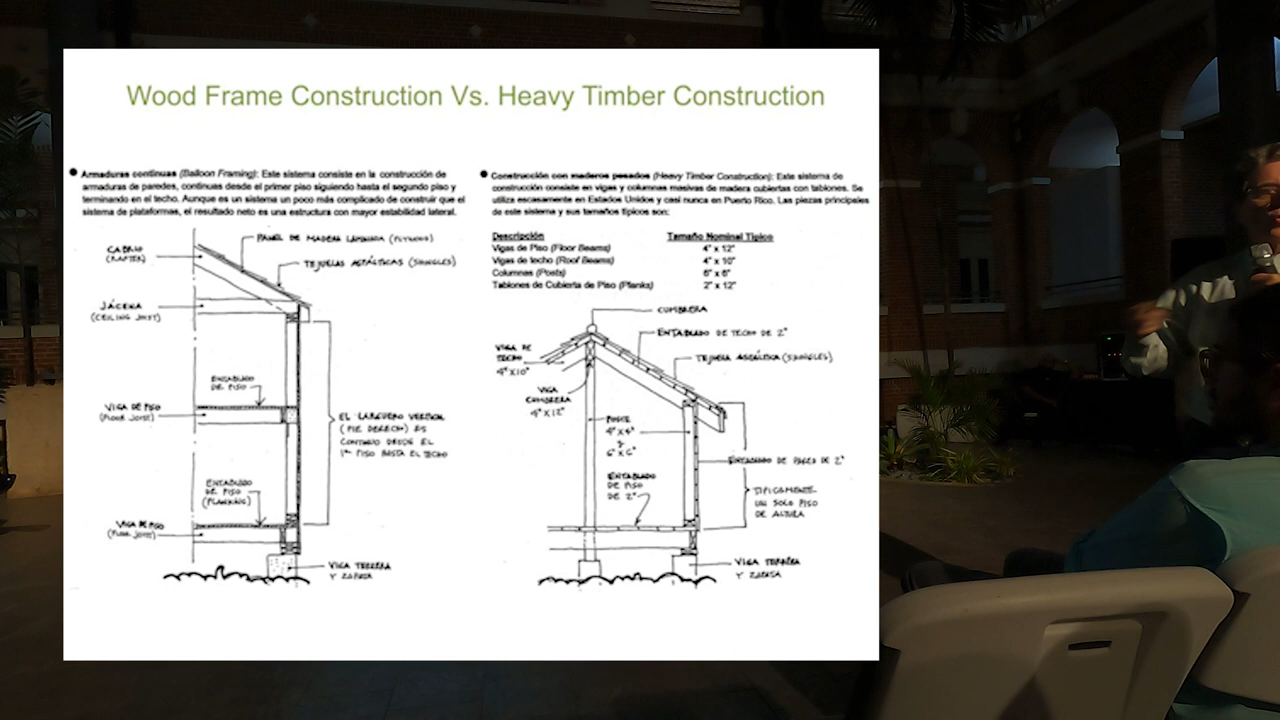 Wood Frame Construction Vs. Heavy Timber Construction
Armaduras continuas (Balloon Framing): Este sistema consiste en la construcción de
armaduras de paredes, continuas desde el primer piso siguiendo hasta el segundo piso y
terminando en el techo. Aunque es un sistema un poco más complicado de construir que el
sistema de plataformas, el resultado neto es una estructura con mayor estabilidad lateral.
CABRIO
(RAFTER)
PANEL DE MADERA LAMINADA (PLYWOOD)
TEJUELAS ASFÁLTICAS (SHINGLES)
JÁCENA
(CEILING JOIST)
ENTABLADO
DE PISO
VIGA DE PISO
(FLOOR JOIST)
EL LARGUERO VERTICAL
(PIE DERECHO) ES
CONTINUO DESDE EL
1er PISO HASTA EL TECHO
ENTABLADO
DE PISO
(PLANKING)
VIGA DE PISO
(FLOOR JOIST)
VIGA TERRERA
Y ZAPATA
Construcción con maderos pesados (Heavy Timber Construction): Este sistema de
construcción consiste en vigas y columnas masivas de madera cubiertas con tablones. Se
utiliza escasamente en Estados Unidos y casi nunca en Puerto Rico. Las piezas principales
de este sistema y sus tamaños típicos son:
Descripción Tamaño Nominal Típico
Vigas de Piso (Floor Beams) 4" x 12"
Vigas de techo (Roof Beams) 4" x 10"
Columnas (Posts) 6" x 6"
Tablones de Cubierta de Piso (Planks) 2" x 12"
CUMBRERA
ENTABLADO DE TECHO DE 2"
VIGA DE
TECHO
4"X10"
TEJUELA ASFÁLTICA (SHINGLES)
VIGA
CUMBRERA
4"X12"
POSTE
4"X4"
6"X6"
ENTABLADO DE PARED DE 2"
ENTABLADO
DE PISO
DE 2"
TIPICAMENTE
UN SOLO PISO
DE ALTURA
VIGA TERRERA
Y ZAPATA